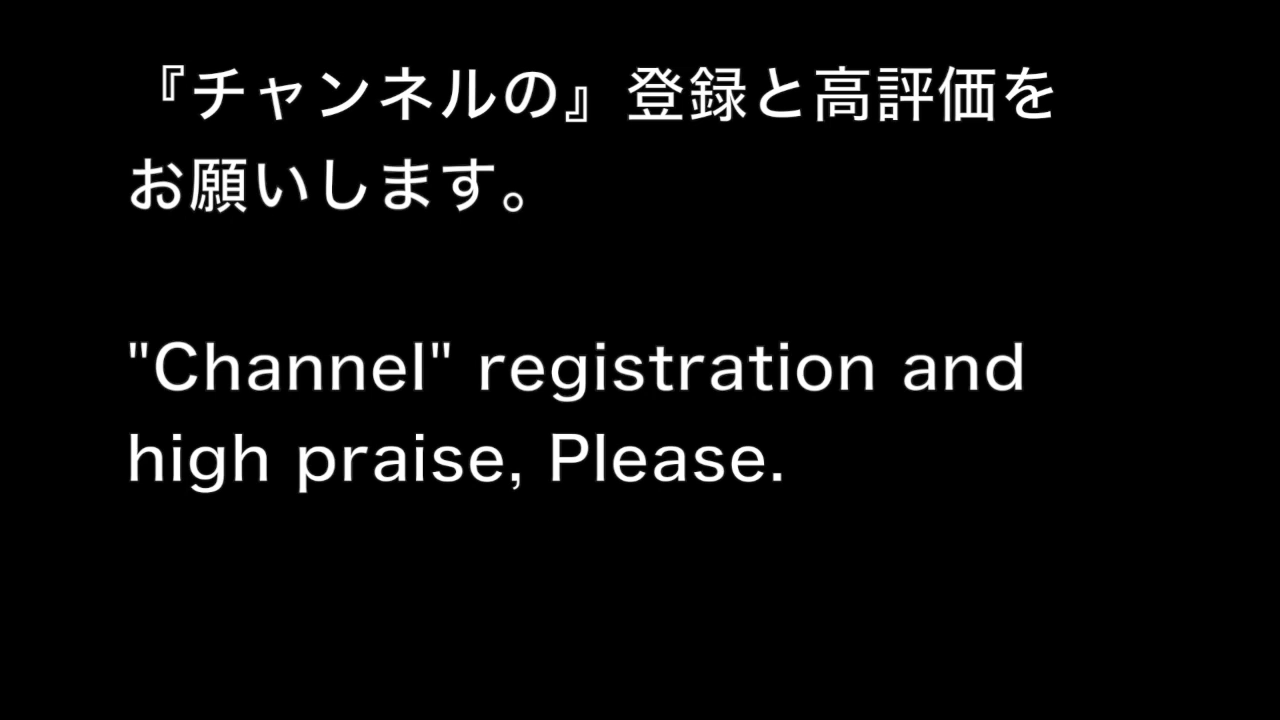 『チャンネルの』登録と高評価を
お願いします。
"Channel" registration and
high praise, Please.